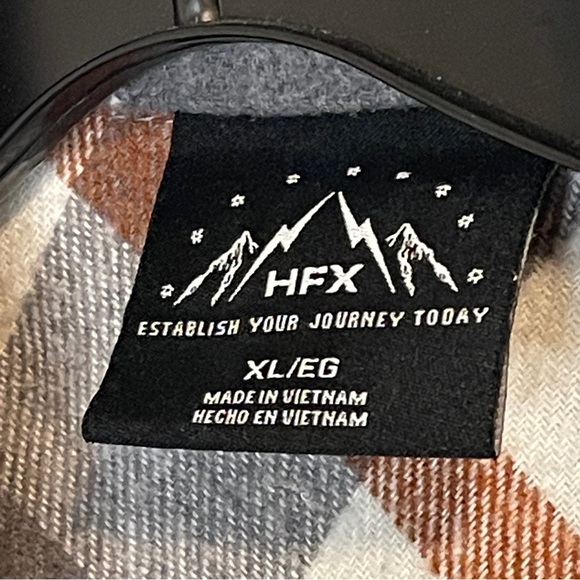 HFX
ESTABLISH YOUR JOURNEY TODAY
XL/EG
MADE IN VIETNAM
HECHO EN VIETNAM